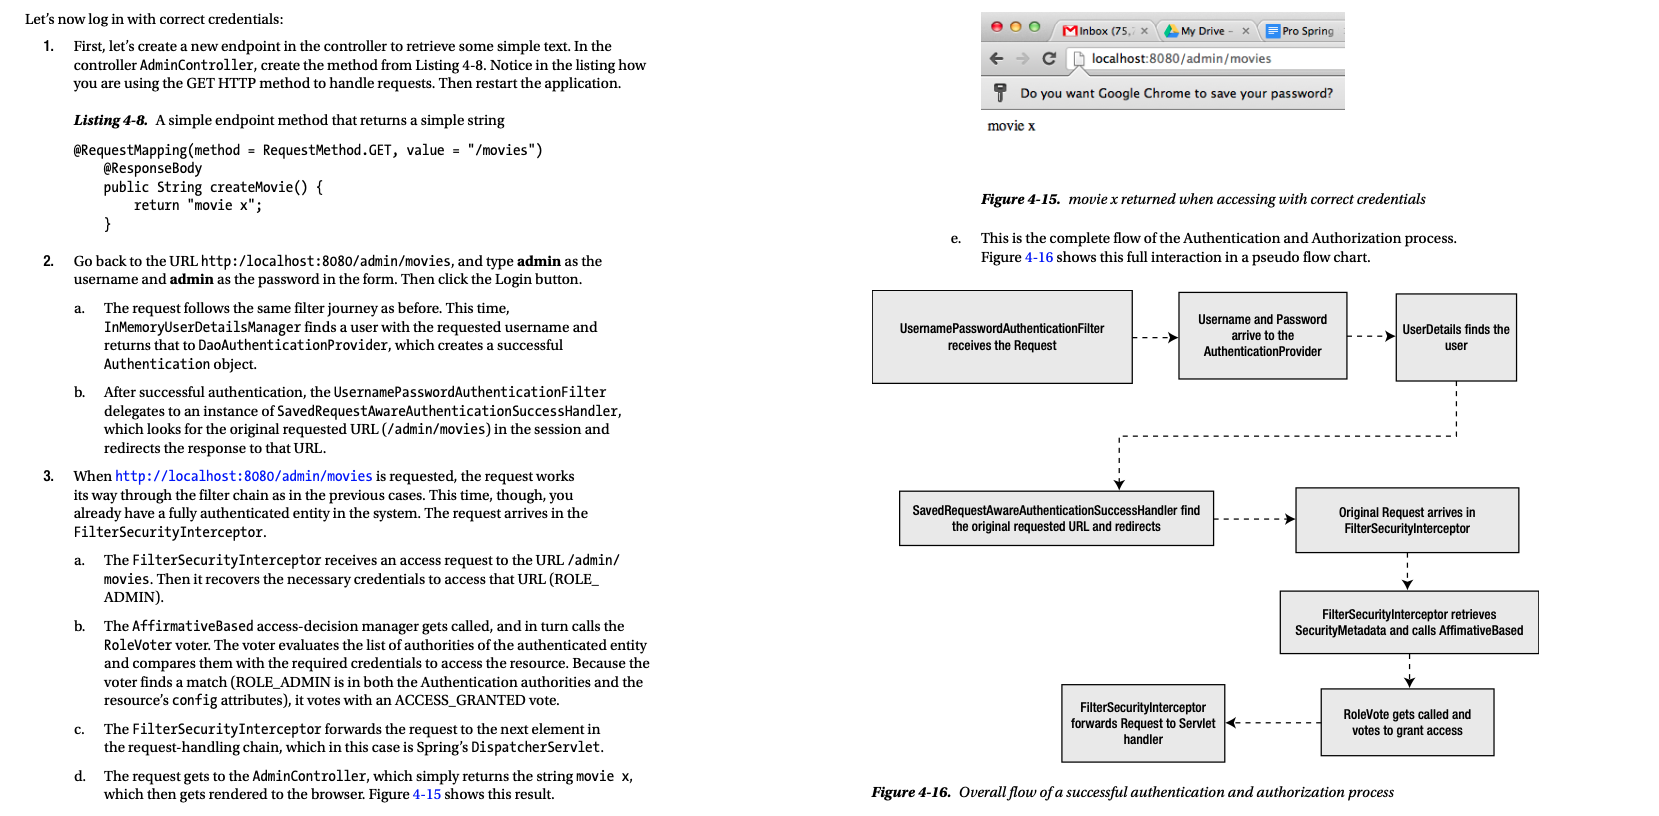 Let's now log in with correct credentials:
1. First, let's create a new endpoint in the controller to retrieve some simple text. In the
controller AdminController, create the method from Listing 4-8. Notice in the listing how
you are using the GET HTTP method to handle requests. Then restart the application.
Listing 4-8. A simple endpoint method that returns a simple string
@RequestMapping(method = RequestMethod.GET, value = "/movies")
@ResponseBody
public String createMovie() {
return "movie x";
}
2. Go back to the URL http:/localhost:8080/admin/movies, and type admin as the
username and admin as the password in the form. Then click the Login button.
a. The request follows the same filter journey as before. This time,
InMemoryUserDetailsManager finds a user with the requested username and
returns that to DaoAuthenticationProvider, which creates a successful
Authentication object.
b. After successful authentication, the UsernamePasswordAuthenticationFilter
delegates to an instance of SavedRequestAwareAuthenticationSuccessHandler,
which looks for the original requested URL (/admin/movies) in the session and
redirects the response to that URL.
3. When http://localhost:8080/admin/movies is requested, the request works
its way through the filter chain as in the previous cases. This time, though, you
already have a fully authenticated entity in the system. The request arrives in the
FilterSecurityInterceptor.
a. The FilterSecurityInterceptor receives an access request to the URL /admin/
movies. Then it recovers the necessary credentials to access that URL (ROLE_
ADMIN).
b. The AffirmativeBased access-decision manager gets called, and in turn calls the
RoleVoter voter. The voter evaluates the list of authorities of the authenticated entity
and compares them with the required credentials to access the resource. Because the
voter finds a match (ROLE_ADMIN is in both the Authentication authorities and the
resource's config attributes), it votes with an ACCESS_GRANTED vote.
c. The FilterSecurityInterceptor forwards the request to the next element in
the request-handling chain, which in this case is Spring's DispatcherServlet.
d. The request gets to the AdminController, which simply returns the string movie x,
which then gets rendered to the browser. Figure 4-15 shows this result.
Inbox (75, × My Drive - × Pro Spring
localhost:8080/admin/movies
Do you want Google Chrome to save your password?
movie x
Figure 4-15. movie x returned when accessing with correct credentials
e. This is the complete flow of the Authentication and Authorization process.
Figure 4-16 shows this full interaction in a pseudo flow chart.
UsernamePasswordAuthenticationFilter
receives the Request
Username and Password
arrive to the
AuthenticationProvider
UserDetails finds the
user
SavedRequestAwareAuthenticationSuccessHandler find
the original requested URL and redirects
Original Request arrives in
FilterSecurityInterceptor
FilterSecurityInterceptor retrieves
SecurityMetadata and calls AffimativeBased
RoleVote gets called and
votes to grant access
FilterSecurityInterceptor
forwards Request to Servlet
handler
Figure 4-16. Overall flow of a successful authentication and authorization process